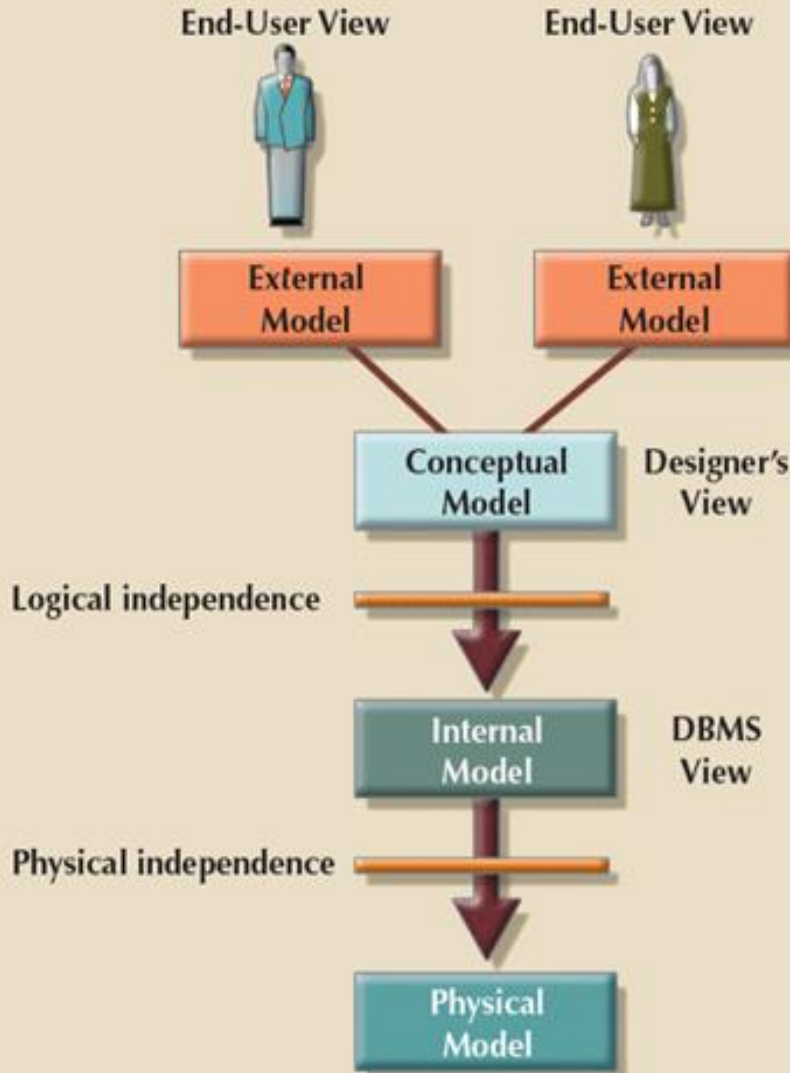 End-User View
End-User View
External
Model
External
Model
Conceptual
Model
Designer's
View
Logical independence
Internal
Model
DBMS
View
Physical independence
Physical
Model